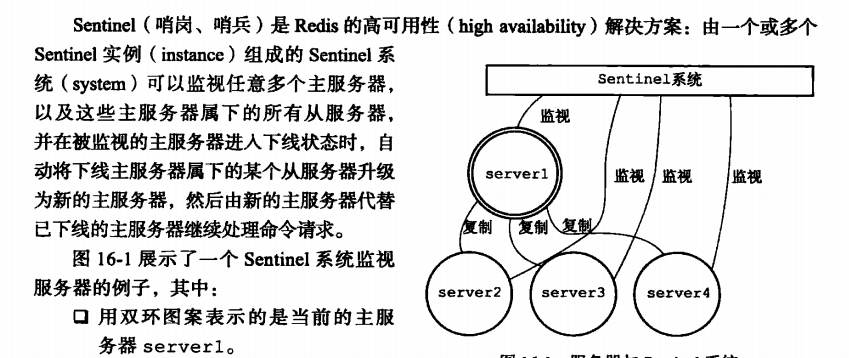 Sentinel（哨岗、哨兵）是 Redis 的高可用性（high availability）解决方案：由一个或多个
Sentinel 实例（instance）组成的 Sentinel 系
统（system）可以监视任意多个主服务器，
以及这些主服务器属下的所有从服务器，
并在被监视的主服务器进入下线状态时，自
动将下线主服务器属下的某个从服务器升级
为新的主服务器，然后由新的主服务器代替
已下线的主服务器继续处理命令请求。
图 16-1 展示了一个 Sentinel 系统监视
服务器的例子，其中：
❑ 用双环图案表示的是当前的主服
务器 server1。
Sentinel系统
监视
server1
监视 监视 监视
复制 复制 复制
server2 server3 server4